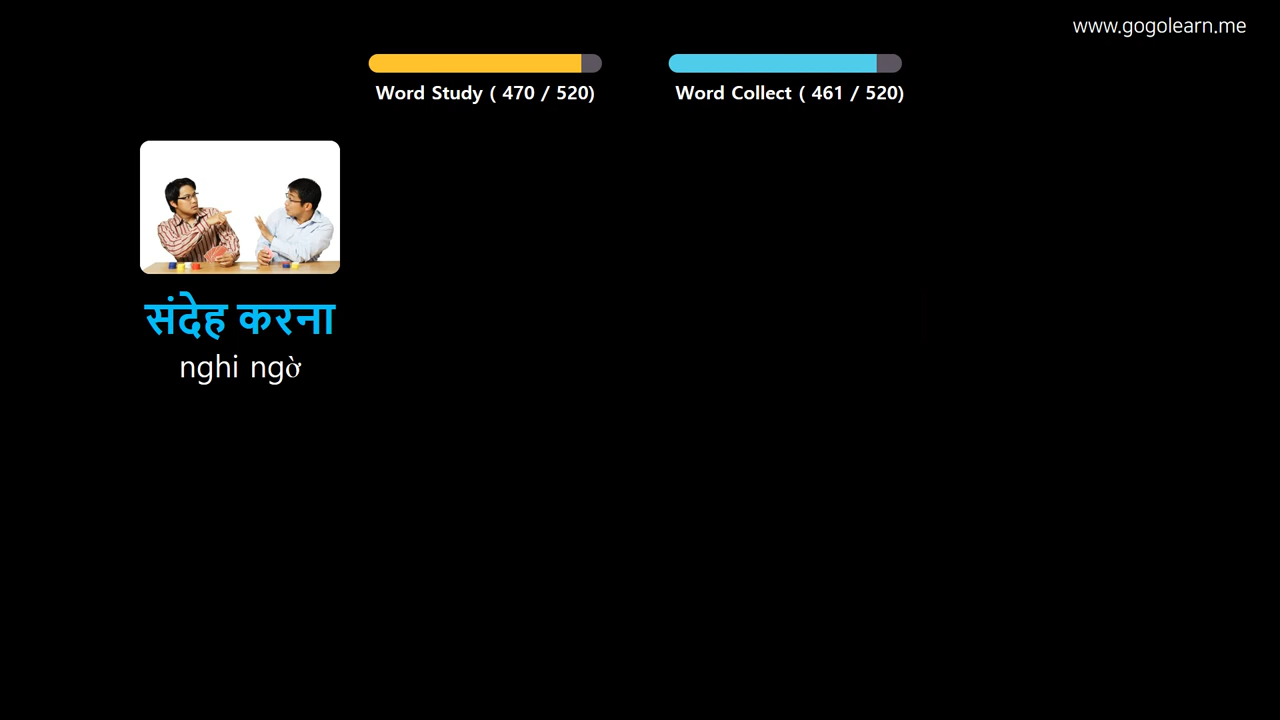 www.gogolearn.me
Word Study ( 470 / 520)
Word Collect ( 461 / 520)
संदेह करना
nghi ngờ